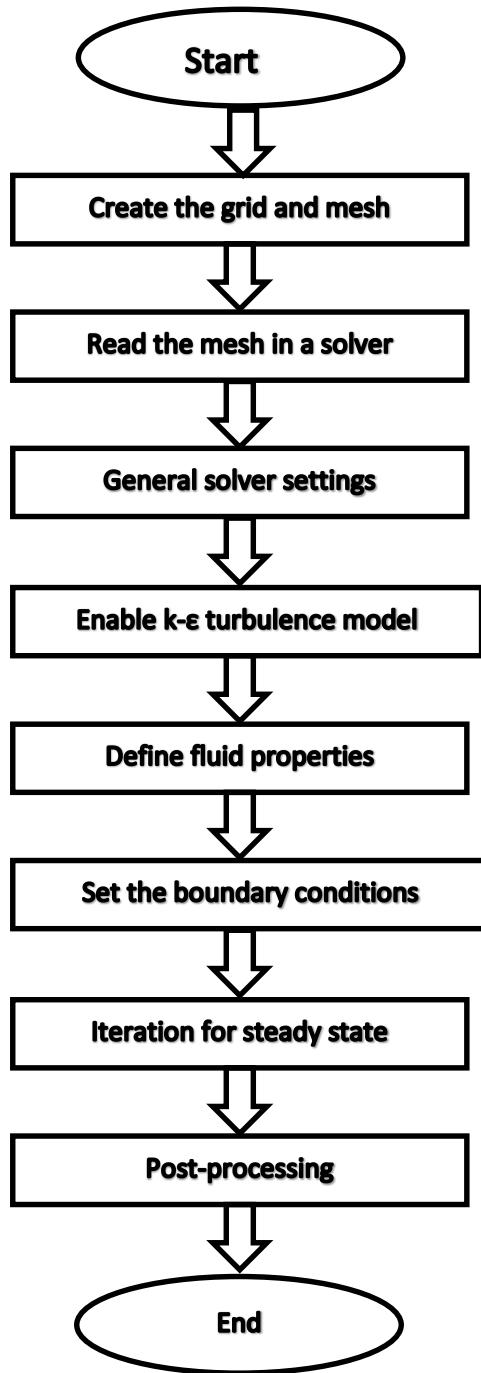 Start
Create the grid and mesh
Read the mesh in a solver
General solver settings
Enable k-ε turbulence model
Define fluid properties
Set the boundary conditions
Iteration for steady state
Post-processing
End